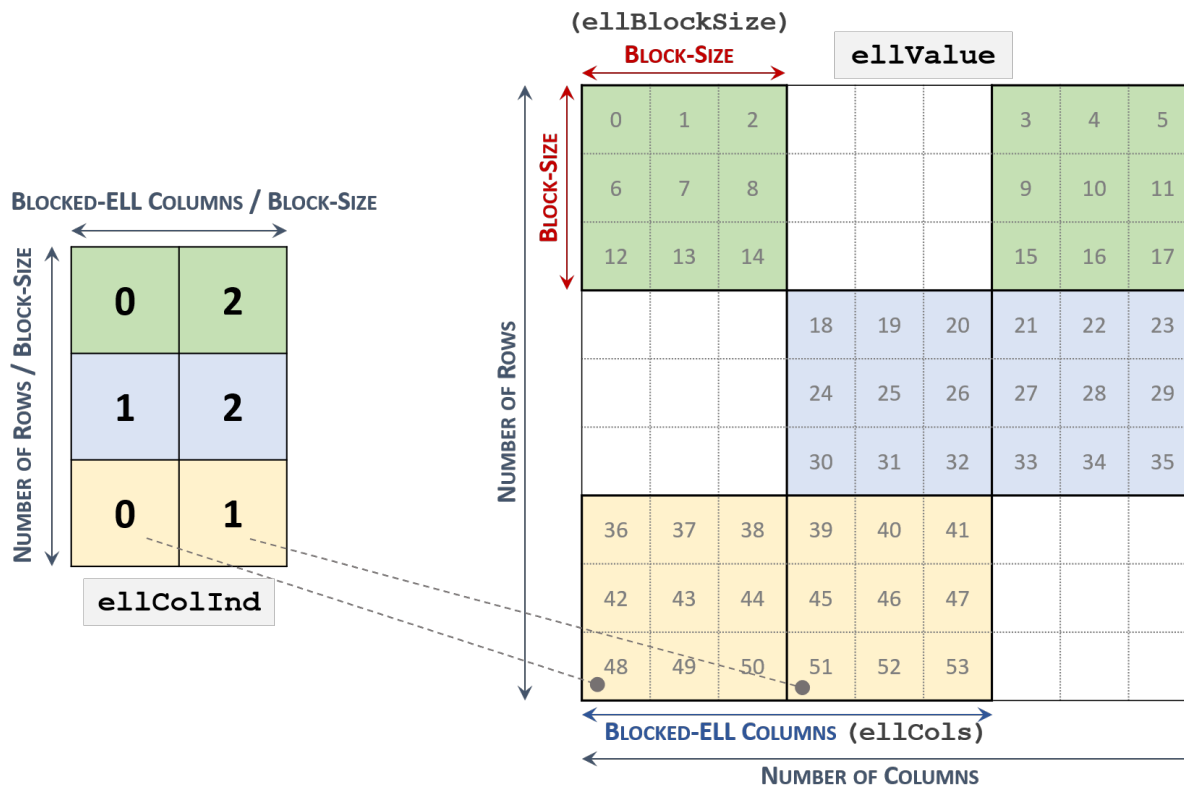 (ellBlockSize)
BLOCK-SIZE
ellValue
BLOCK-SIZE
NUMBER OF ROWS
0 1 2 3 4 5
6 7 8 9 10 11
12 13 14 15 16 17
18 19 20 21 22 23
24 25 26 27 28 29
30 31 32 33 34 35
36 37 38 39 40 41
42 43 44 45 46 47
48 49 50 51 52 53
BLOCKED-ELL COLUMNS (ellCols)
NUMBER OF COLUMNS
BLOCKED-ELL COLUMNS / BLOCK-SIZE
NUMBER OF ROWS / BLOCK-SIZE
0 2
1 2
0 1
ellColInd